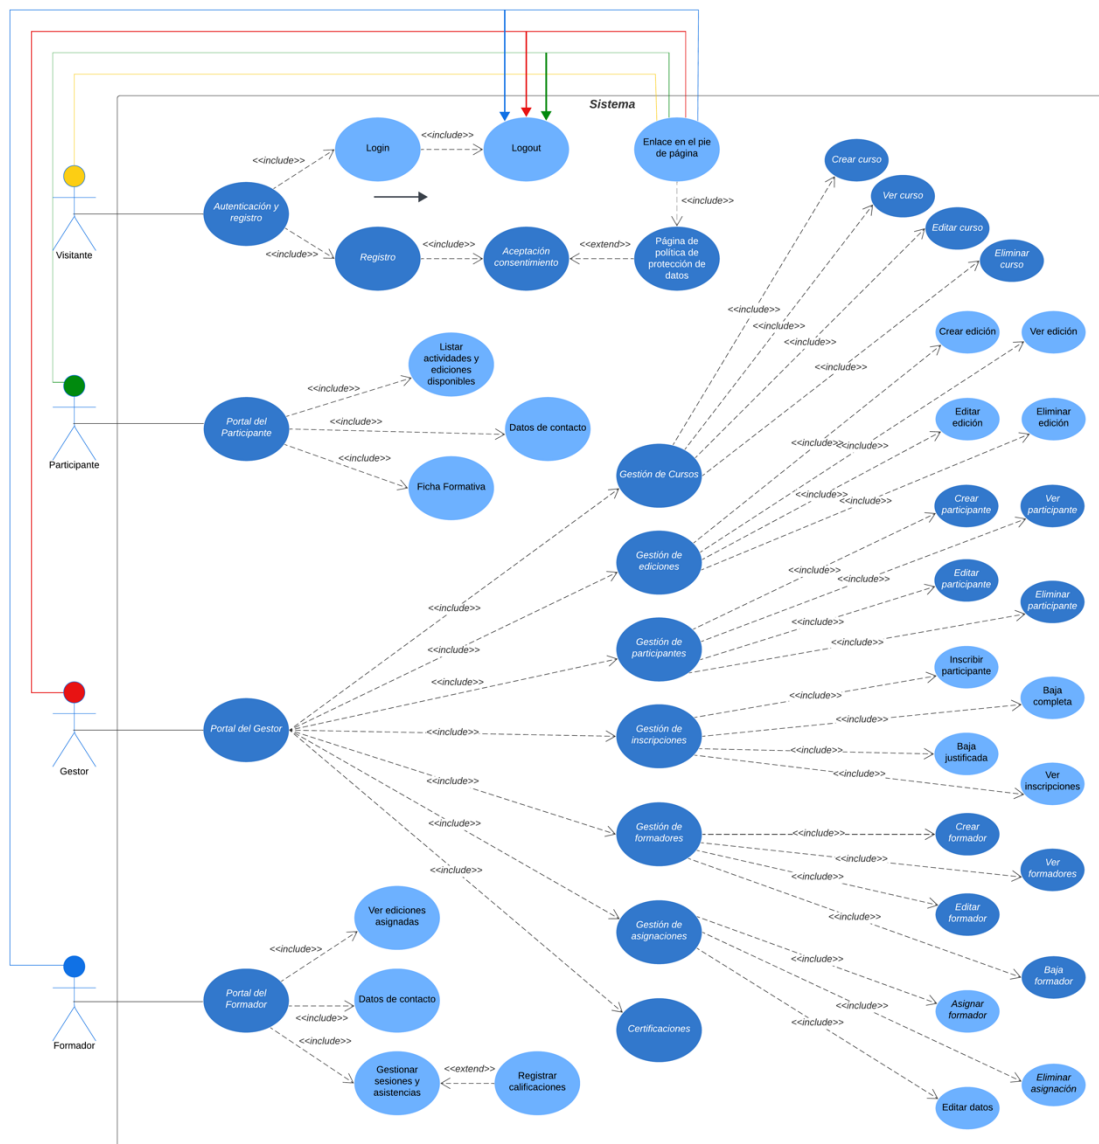 Sistema
Login
<<include>>
Logout
Enlace en el pie
de página
Crear curso
<<include>>
Ver curso
Autenticación y
registro
<<include>>
Editar curso
Visitante
<<include>>
Registro
<<include>>
Aceptación
consentimiento
<<extend>>
Página de
política de
protección de
datos
Eliminar
curso
<<include>>
<<include>>
<<include>>
<<include>>
Listar
actividades y
ediciones
disponibles
<<include>>
Crear edición
Ver edición
Portal del
Participante
<<include>>
Datos de contacto
<<include>>
Ficha Formativa
Participante
Editar
edición
Eliminar
edición
<<include>>
<<include>>
<<include>>
<<include>>
Gestión de Cursos
Crear
participante
Ver
participante
Gestión de
ediciones
<<include>>
<<include>>
<<include>>
<<include>>
Editar
participante
Eliminar
participante
<<include>>
<<include>>
<<include>>
Gestión de
participantes
Inscribir
participante
<<include>>
Baja
completa
Portal del Gestor
<<include>>
Gestión de
inscripciones
<<include>>
<<include>>
Baja
justificada
<<include>>
Ver
inscripciones
Gestor
<<include>>
<<include>>
<<include>>
Gestión de
formadores
<<include>>
Crear
formador
<<include>>
Ver
formadores
<<include>>
Editar
formador
<<include>>
Baja
formador
Ver ediciones
asignadas
<<include>>
Gestión de
asignaciones
<<include>>
Asignar
formador
<<include>>
Eliminar
asignación
<<include>>
Editar datos
Portal del
Formador
Datos de contacto
<<include>>
Certificaciones
Formador
<<include>>
Gestionar
sesiones y
asistencias
<<extend>>
Registrar
calificaciones